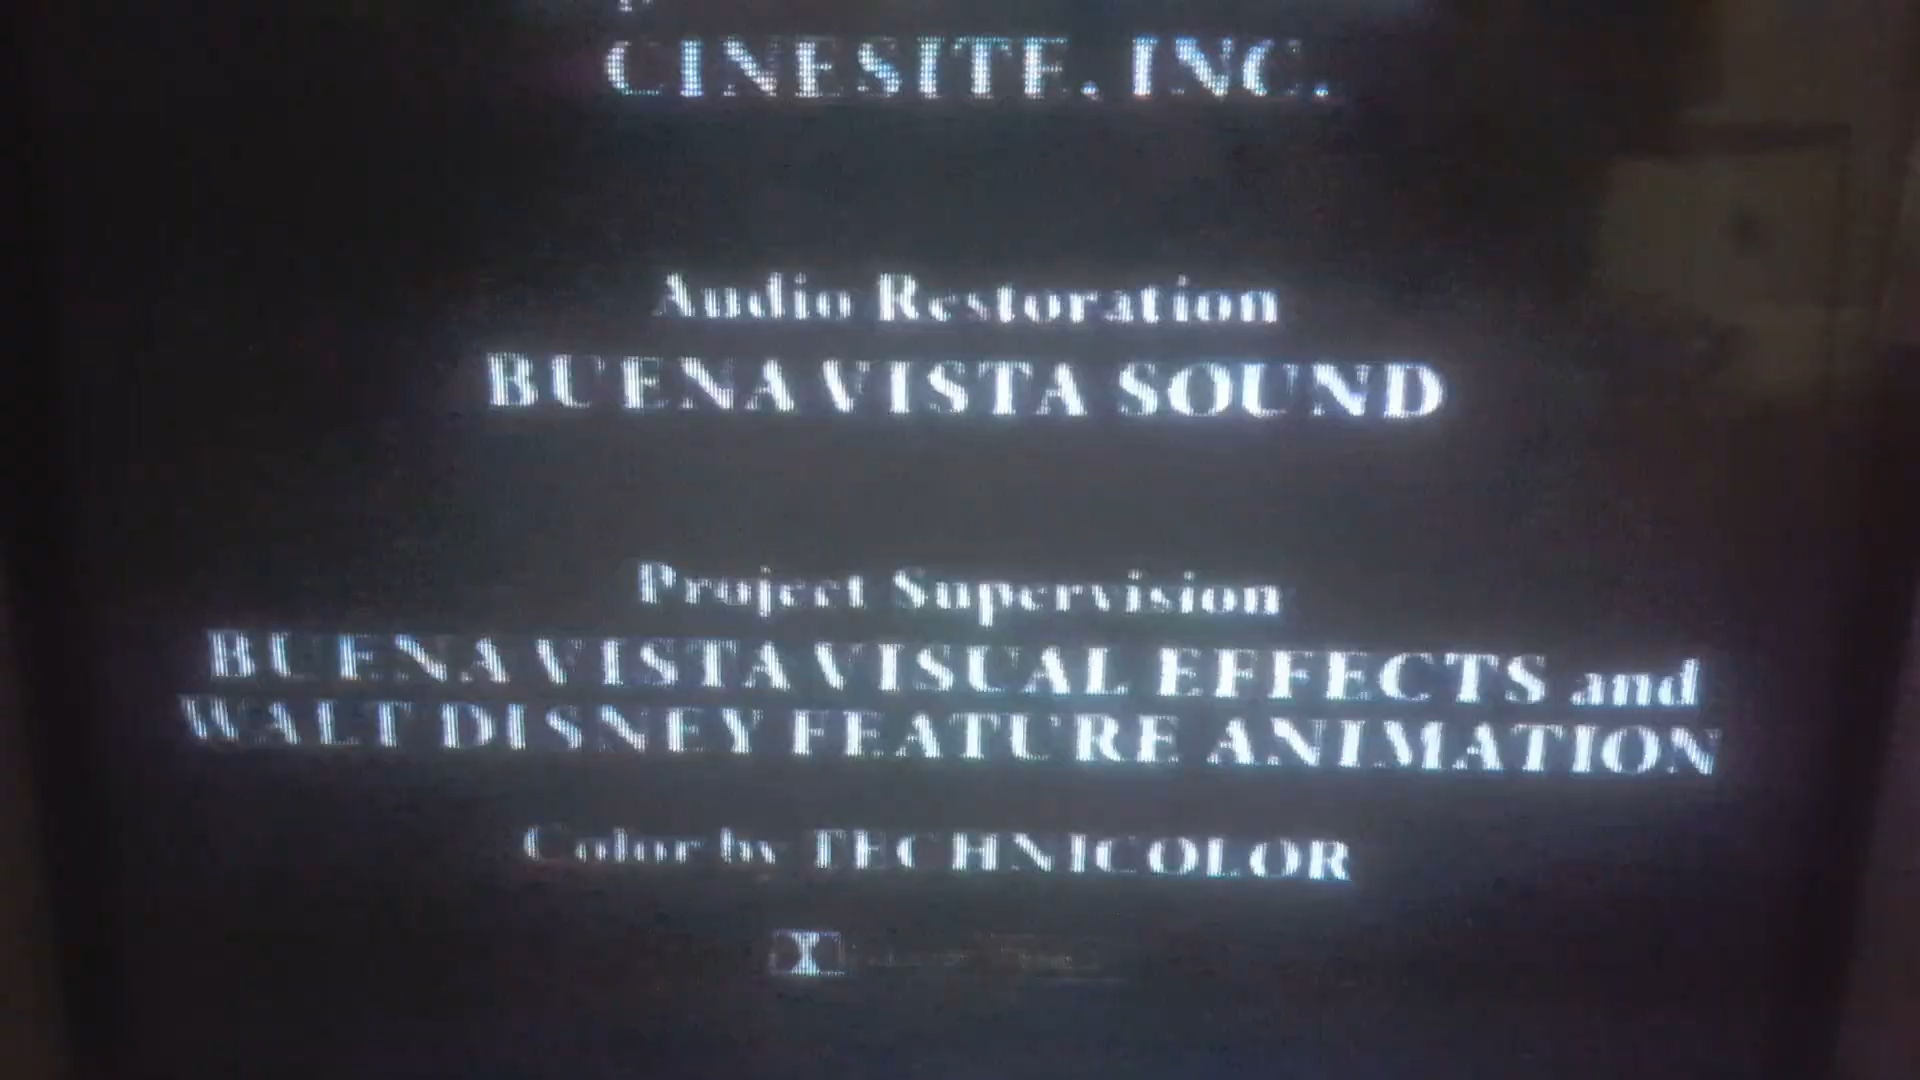 CINESITE, INC.
Audio Restoration
BUENA VISTA SOUND
Project Supervision
BUENA VISTA VISUAL EFFECTS and
WALT DISNEY FEATURE ANIMATION
Color by TECHNICOLOR